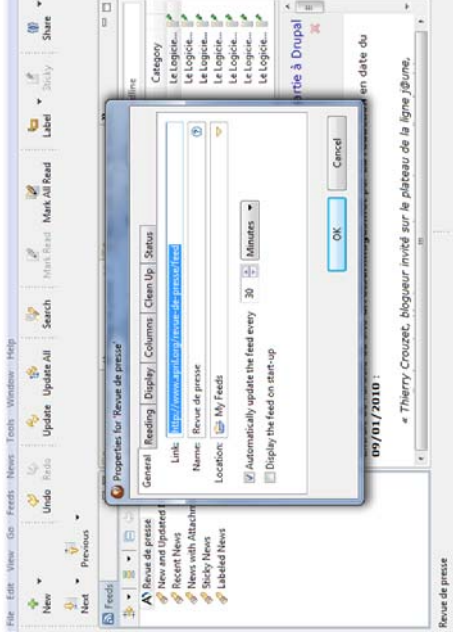 File Edit View Go Feeds News Tools Window Help
New Undo Redo Update Update All Search Mark Read Mark All Read Label Sticky Share
Next Previous
Feeds
Revue de presse
New and Updated
Recent News
News with Attachm
Sticky News
Labeled News
Category
Le Logicie...
Le Logicie...
Le Logicie...
Le Logicie...
Le Logicie...
Le Logicie...
Le Logicie...
Properties for 'Revue de presse'
General Reading Display Columns Clean Up Status
Link: http://www.april.org/revue-de-presse/feed
Name: Revue de presse
Location: My Feeds
Automatically update the feed every 30 Minutes
Display the feed on start-up
OK Cancel
artie à Drupal
en date du
09/01/2010 :
« Thierry Crouzet, blogueur invité sur le plateau de la ligne j@une,
Revue de presse